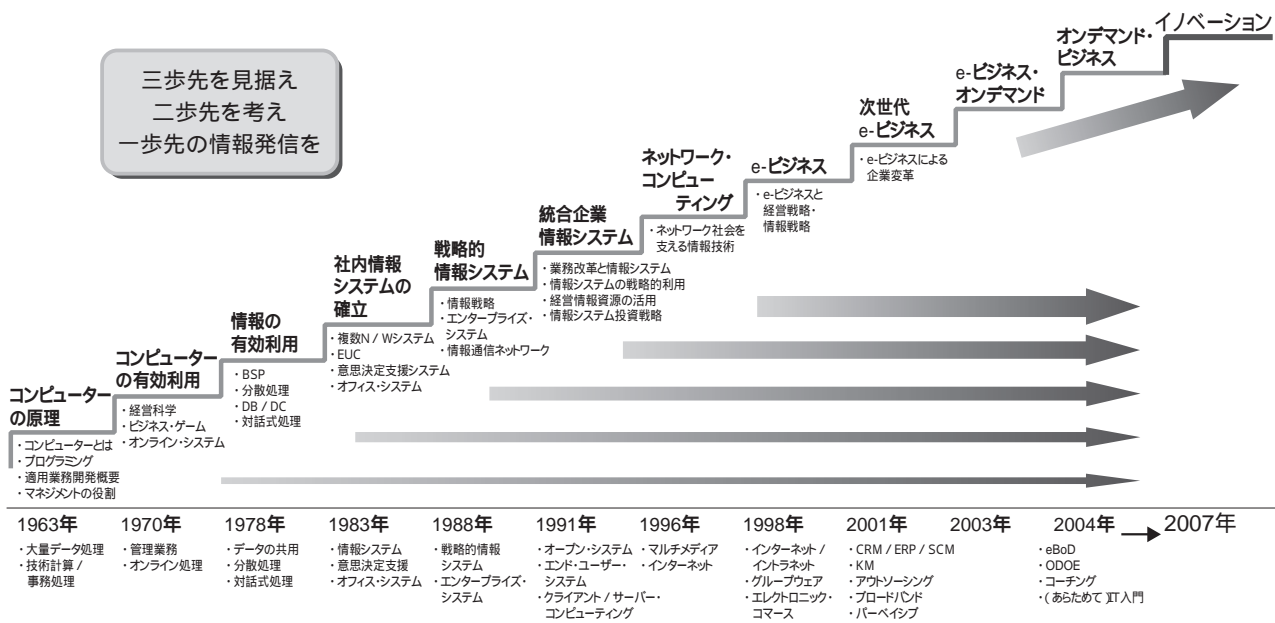 三歩先を見据え
二歩先を考え
一歩先の情報発信を
コンピューター
の原理
・コンピューターとは
・プログラミング
・適用業務開発概要
・マネジメントの役割
コンピューター
の有効利用
・経営科学
・ビジネス・ゲーム
・オンライン・システム
情報の
有効利用
・BSP
・分散処理
・DB / DC
・対話式処理
社内情報
システムの
確立
・複数N / Wシステム
・EUC
・意思決定支援システム
・オフィス・システム
戦略的
情報システム
・情報戦略
・エンタープライズ・
システム
・情報通信ネットワーク
統合企業
情報システム
・業務改革と情報システム
・情報システムの戦略的利用
・経営情報資源の活用
・情報システム投資戦略
ネットワーク・
コンピュー
ティング
・ネットワーク社会を
支える情報技術
e-ビジネス
・e-ビジネスと
経営戦略・
情報戦略
次世代
e-ビジネス
・e-ビジネスによる
企業変革
e-ビジネス・
オンデマンド
オンデマンド・
ビジネス
イノベーション
1963年
・大量データ処理
・技術計算 /
事務処理
1970年
・管理業務
・オンライン処理
1978年
・データの共用
・分散処理
・対話式処理
1983年
・情報システム
・意思決定支援
・オフィス・システム
1988年
・戦略的情報
システム
・エンタープライズ・
システム
1991年
・オープン・システム
・エンド・ユーザー・
システム
・クライアント / サーバー・
コンピューティング
1996年
・マルチメディア
・インターネット
1998年
・インターネット /
イントラネット
・グループウェア
・エレクトロニック・
コマース
2001年
・CRM / ERP / SCM
・KM
・アウトソーシング
・ブロードバンド
・パーベイシブ
2003年
2004年
・eBoD
・ODOE
・コーチング
・(あらためて)IT入門
2007年